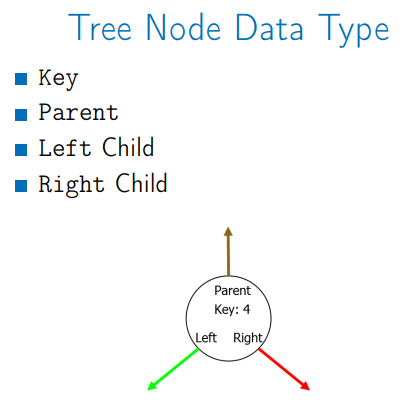 Tree Node Data Type
Key
Parent
Left Child
Right Child
Parent
Key: 4
Left Right